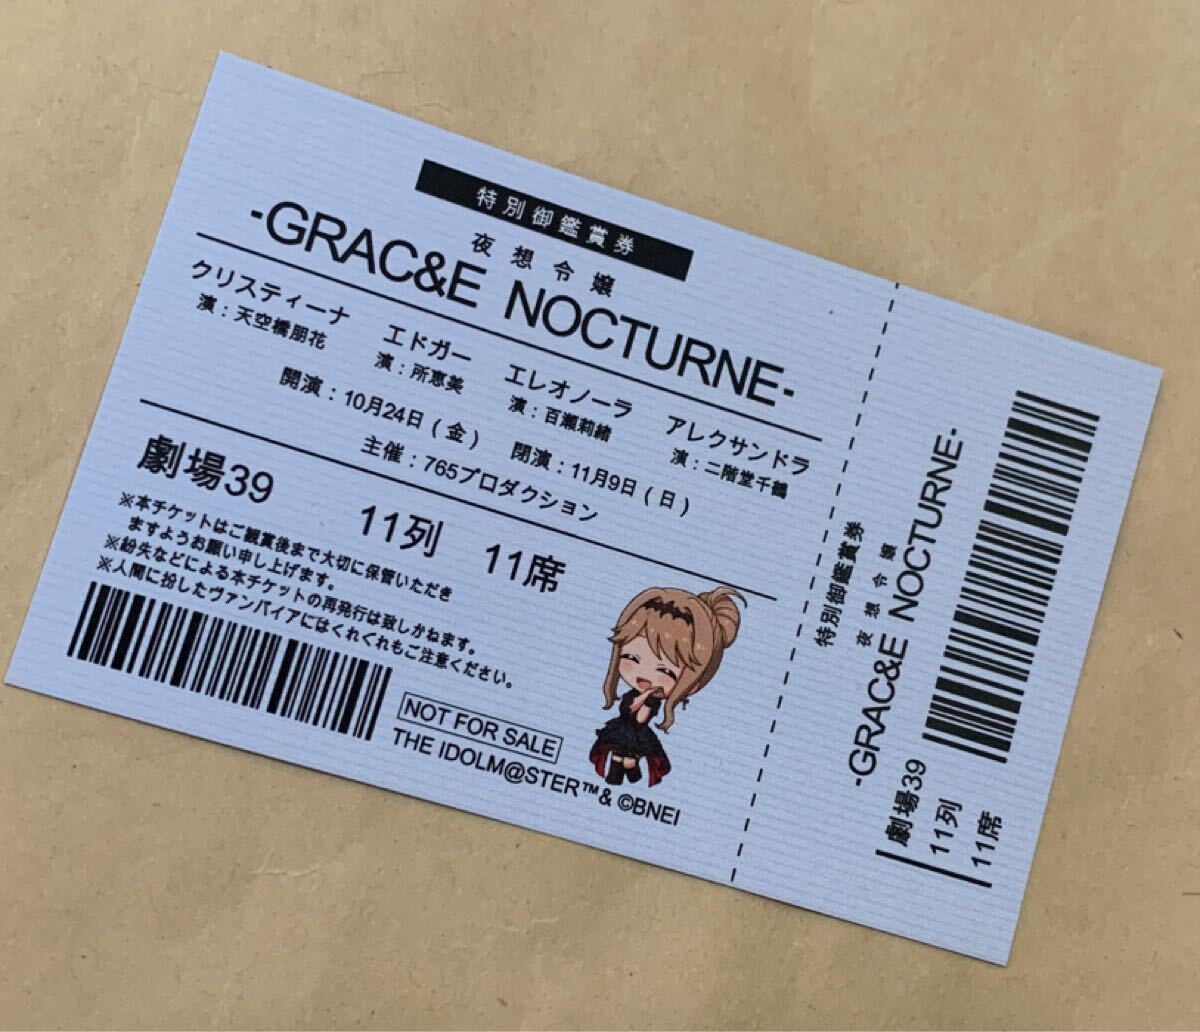 特別御鑑賞券
夜想令嬢
-GRAC&E NOCTURNE-
クリスティーナ エドガー エレオノーラ アレクサンドラ
演：天空橋朋花 演：所恵美 演：百瀬莉緒 演：二階堂千鶴
開演：10月24日（金） 閉演：11月9日（日）
主催：765プロダクション
劇場39 11列 11席
※本チケットはご観賞後まで大切に保管いただき
ますようお願い申し上げます。
※紛失などによる本チケットの再発行は致しかねます。
※人間に扮したヴァンパイアにはくれぐれもご注意ください。
NOT FOR SALE
THE IDOLM@STER™& ©BNEI
特別御鑑賞券
夜想令嬢
-GRAC&E NOCTURNE-
劇場39
11列
11席